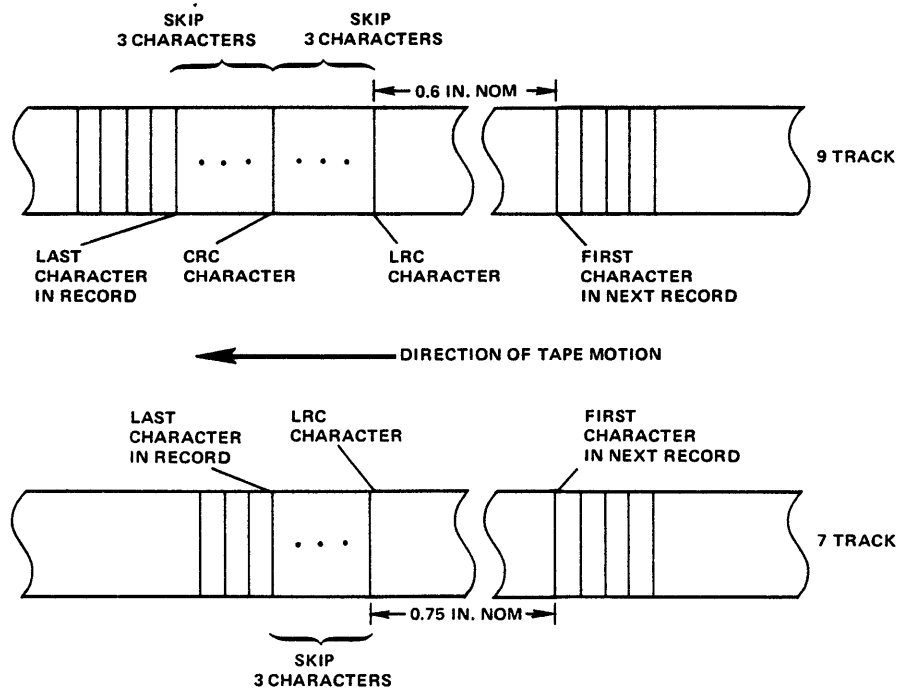 SKIP
3 CHARACTERS
SKIP
3 CHARACTERS
0.6 IN. NOM
9 TRACK
LAST
CHARACTER
IN RECORD
CRC
CHARACTER
LRC
CHARACTER
FIRST
CHARACTER
IN NEXT RECORD
DIRECTION OF TAPE MOTION
LAST
CHARACTER
IN RECORD
LRC
CHARACTER
FIRST
CHARACTER
IN NEXT RECORD
7 TRACK
0.75 IN. NOM
SKIP
3 CHARACTERS